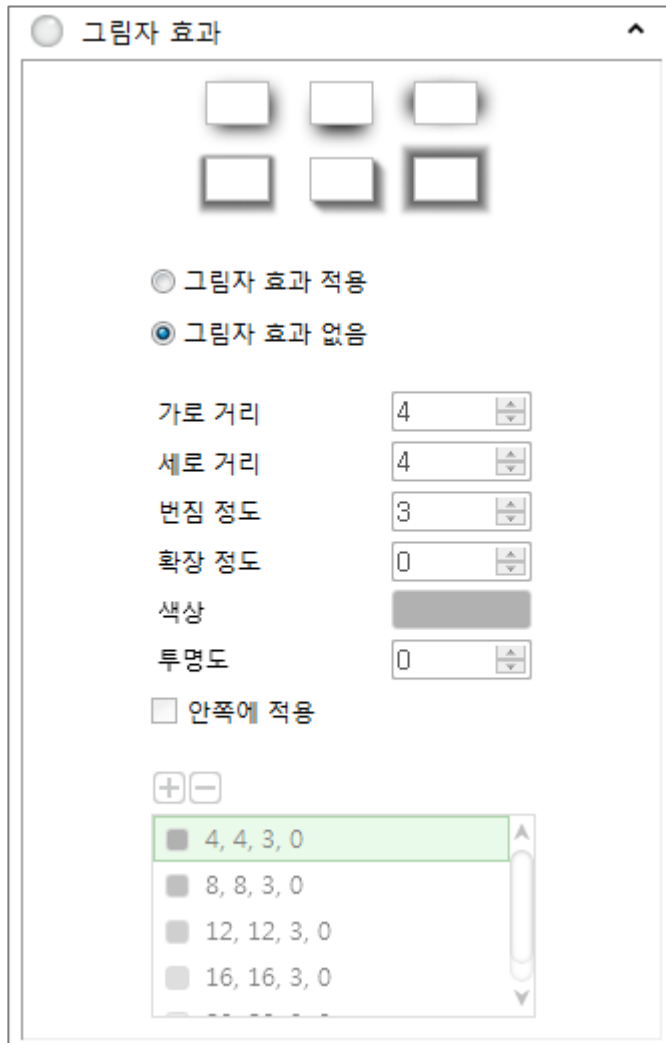 그림자 효과
그림자 효과 적용
그림자 효과 없음
가로 거리 4
세로 거리 4
번짐 정도 3
확장 정도 0
색상
투명도 0
안쪽에 적용
4, 4, 3, 0
8, 8, 3, 0
12, 12, 3, 0
16, 16, 3, 0